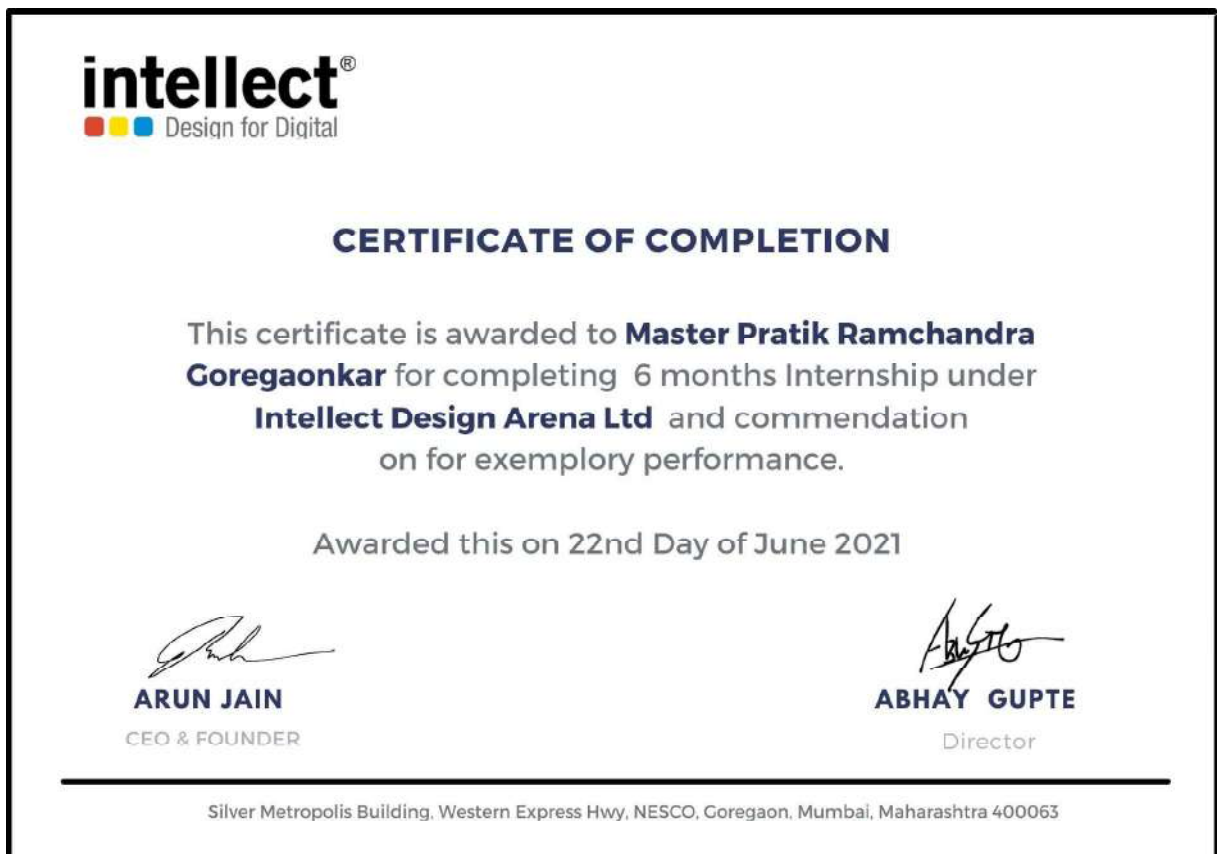 intellect®
Design for Digital
CERTIFICATE OF COMPLETION
This certificate is awarded to Master Pratik Ramchandra
Goregaonkar for completing 6 months Internship under
Intellect Design Arena Ltd and commendation
on for exemplory performance.
Awarded this on 22nd Day of June 2021
ARUN JAIN
CEO & FOUNDER
ABHAY GUPTE
Director
Silver Metropolis Building, Western Express Hwy, NESCO, Goregaon, Mumbai, Maharashtra 400063